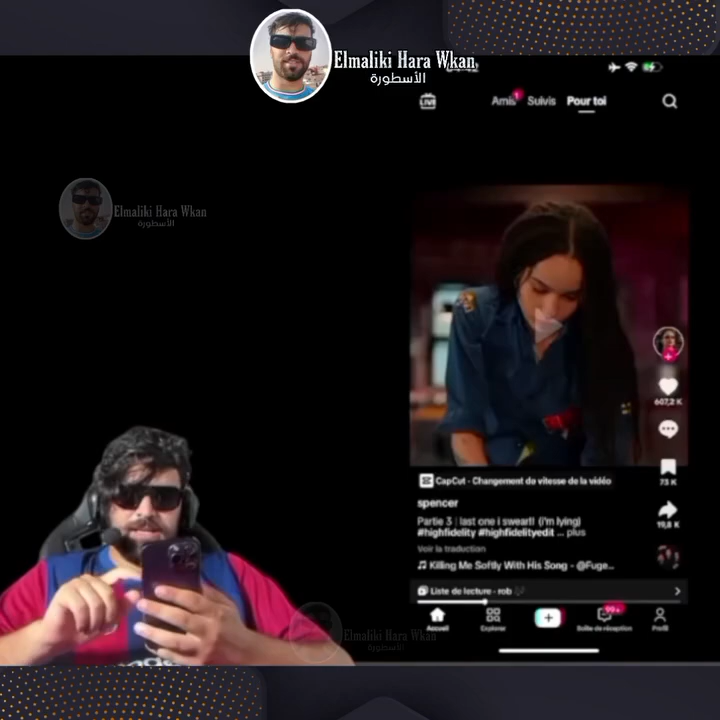 Elmaliki Hara Wkan
الأسطورة
LIVE
Amis 1 Suivis Pour toi
Elmaliki Hara Wkan
الأسطورة
607,2 K
73 K
19,8 K
CapCut - Changement de vitesse de la vidéo
spencer
Partie 3 | last one i swear!! (i'm lying)
#highfidelity #highfidelityedit ... plus
Voir la traduction
Killing Me Softly With His Song - @Fuge...
Liste de lecture - rob
99+
Accueil Explorer Boîte de réception Profil
Elmaliki Hara Wkan
الأسطورة